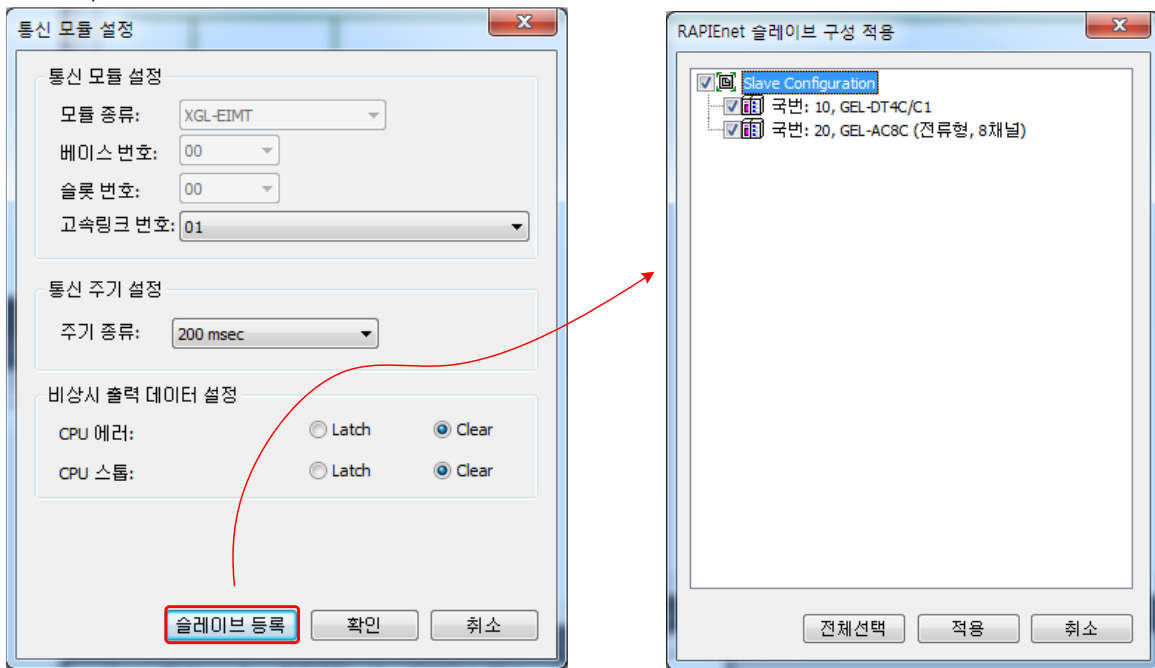 통신 모듈 설정
통신 모듈 설정
모듈 종류: XGL-EIMT
베이스 번호: 00
슬롯 번호: 00
고속링크 번호: 01
통신 주기 설정
주기 종류: 200 msec
비상시 출력 데이터 설정
CPU 에러: Latch Clear
CPU 스톱: Latch Clear
슬레이브 등록 확인 취소
RAPIEnet 슬레이브 구성 적용
Slave Configuration
국번: 10, GEL-DT4C/C1
국번: 20, GEL-AC8C (전류형, 8채널)
전체선택 적용 취소